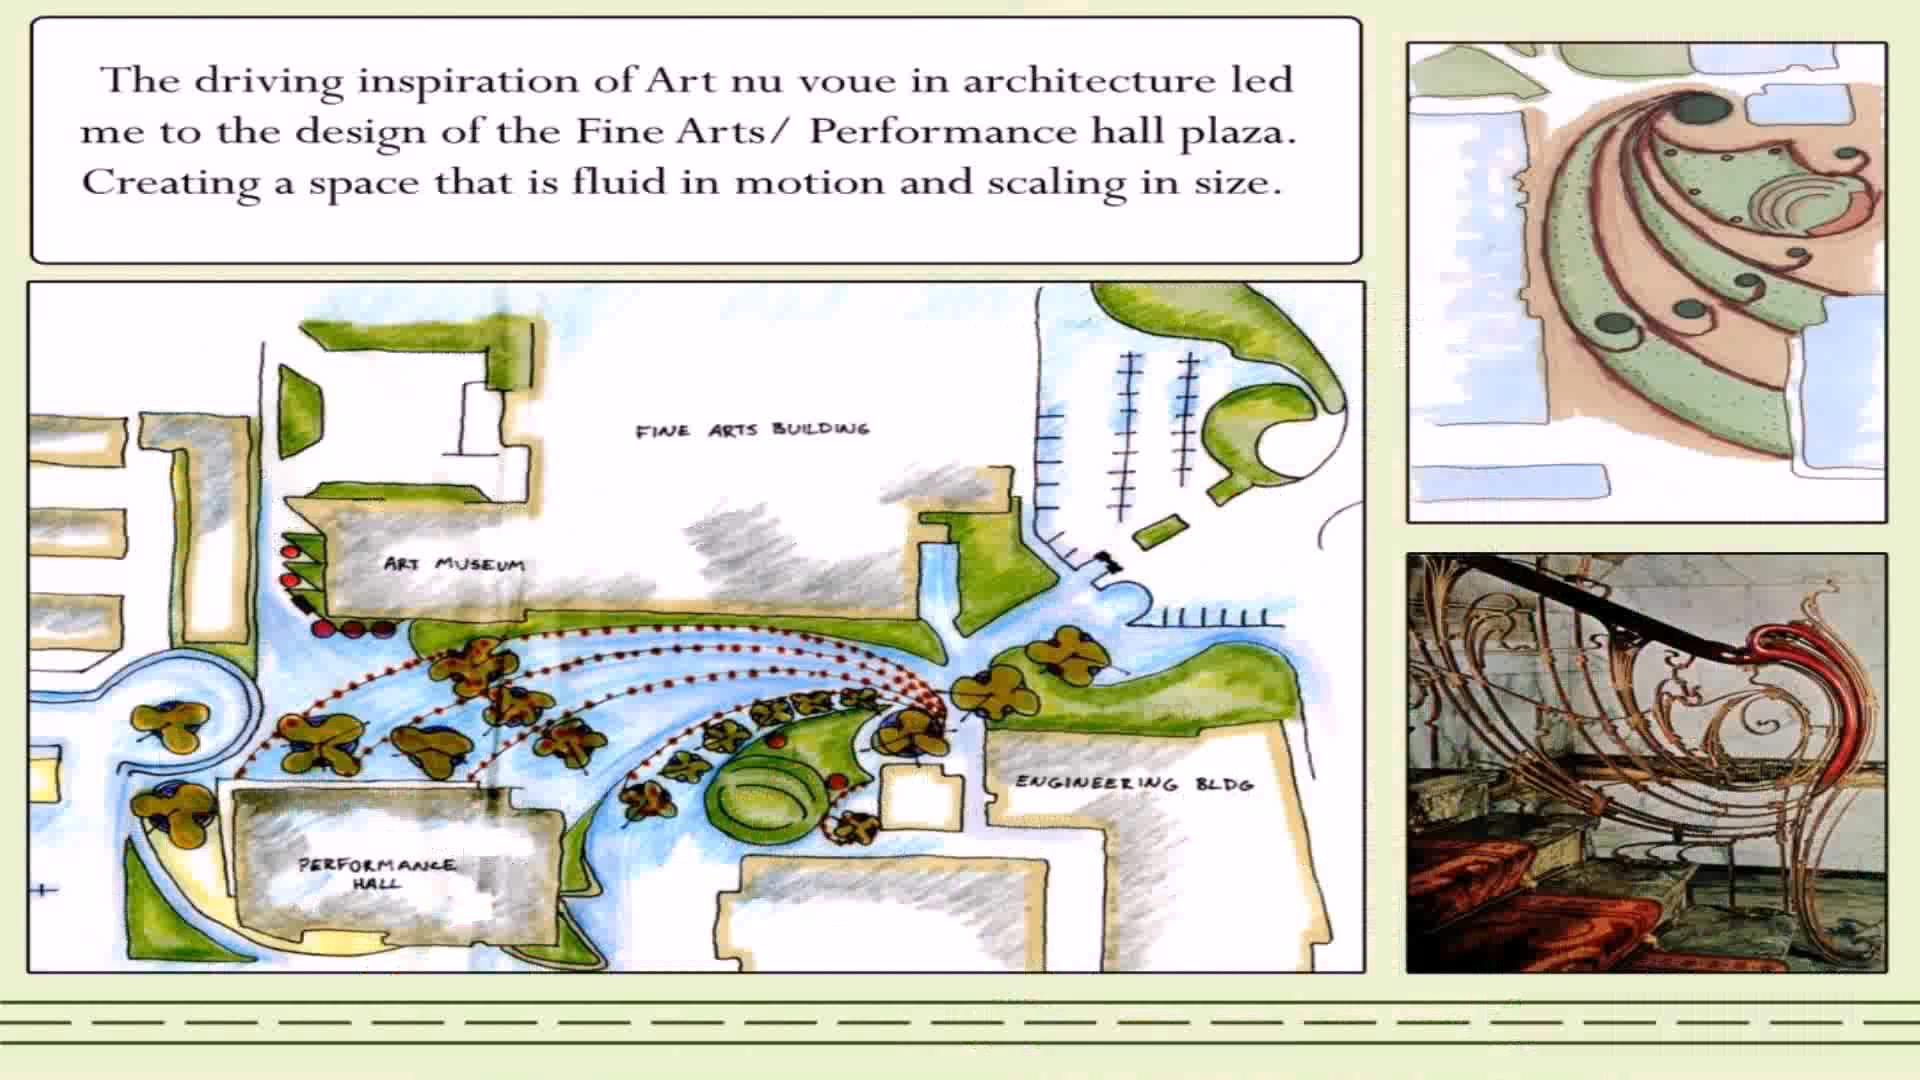 The driving inspiration of Art nu voue in architecture led
me to the design of the Fine Arts/ Performance hall plaza.
Creating a space that is fluid in motion and scaling in size.
FINE ARTS BUILDING
ART MUSEUM
ENGINEERING BLDG
PERFORMANCE
HALL